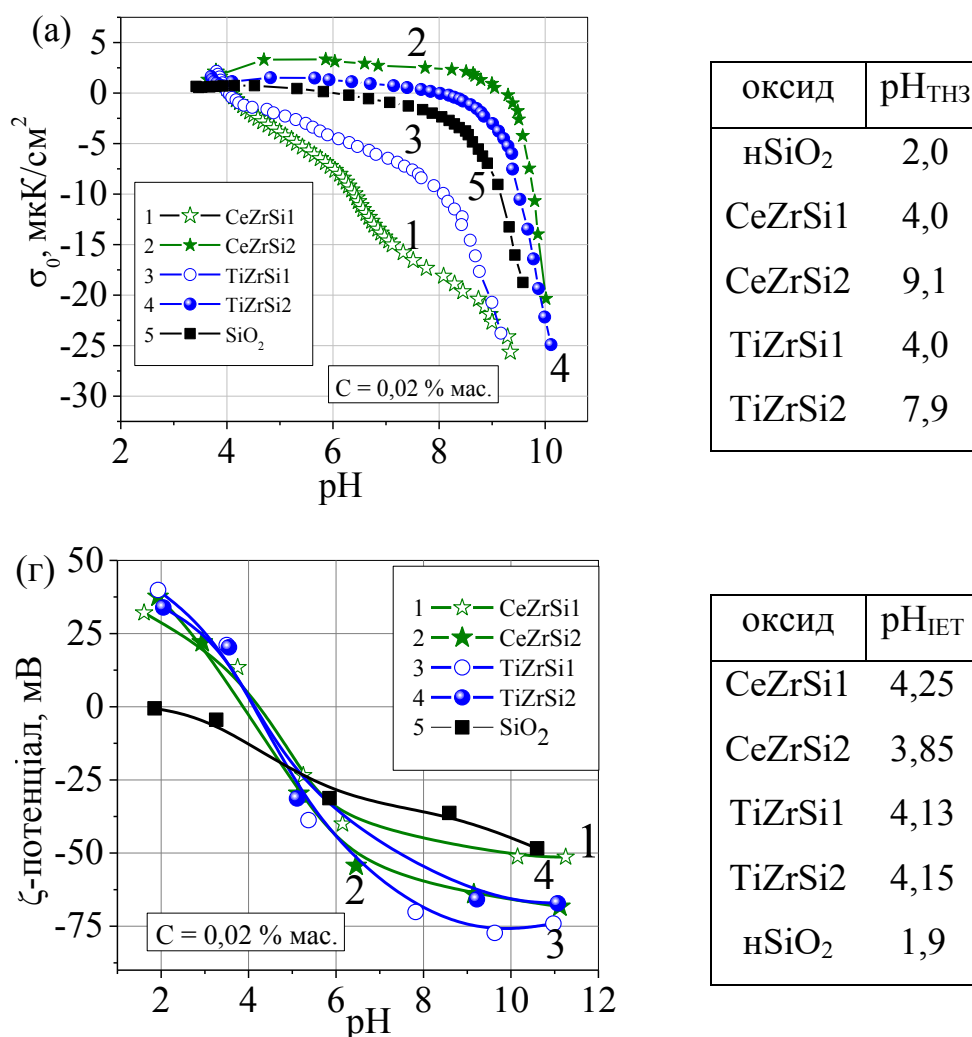 (а)
5
0
-5
-10
-15
-20
-25
-30
σ₀, мкК/см²
2
3
5
1
4
1 CeZrSi1
2 CeZrSi2
3 TiZrSi1
4 TiZrSi2
5 SiO₂
C = 0,02 % мас.
2 4 6 8 10
pH
оксид pHТНЗ
нSiO₂ 2,0
CeZrSi1 4,0
CeZrSi2 9,1
TiZrSi1 4,0
TiZrSi2 7,9
(г)
50
25
0
-25
-50
-75
ζ-потенціал, мВ
1 CeZrSi1
2 CeZrSi2
3 TiZrSi1
4 TiZrSi2
5 SiO₂
1
4
2
3
C = 0,02 % мас.
2 4 6 8 10 12
pH
оксид pHІЕТ
CeZrSi1 4,25
CeZrSi2 3,85
TiZrSi1 4,13
TiZrSi2 4,15
нSiO₂ 1,9